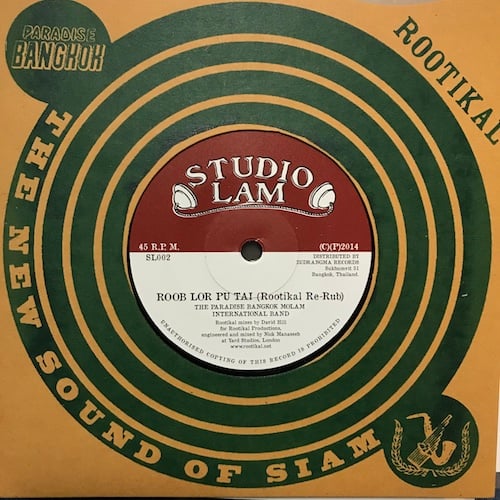 PARADISE
BANGKOK
ROOTIKAL
THE NEW SOUND OF SIAM
STUDIO
LAM
45 R.P.M.
SL002
(C)(P)2014
DISTRIBUTED BY
ZUDRANGMA RECORDS
Sukhumvit 51
Bangkok, Thailand.
ROOB LOR PU TAI (Rootikal Re-Rub)
THE PARADISE BANGKOK MOLAM
INTERNATIONAL BAND
Rootikal mixes by David Hill
for Rootikal Productions,
engineered and mixed by Nick Manasseh
at Yard Studios, London
www.rootikal.net
UNAUTHORISED COPYING OF THIS RECORD IS PROHIBITED